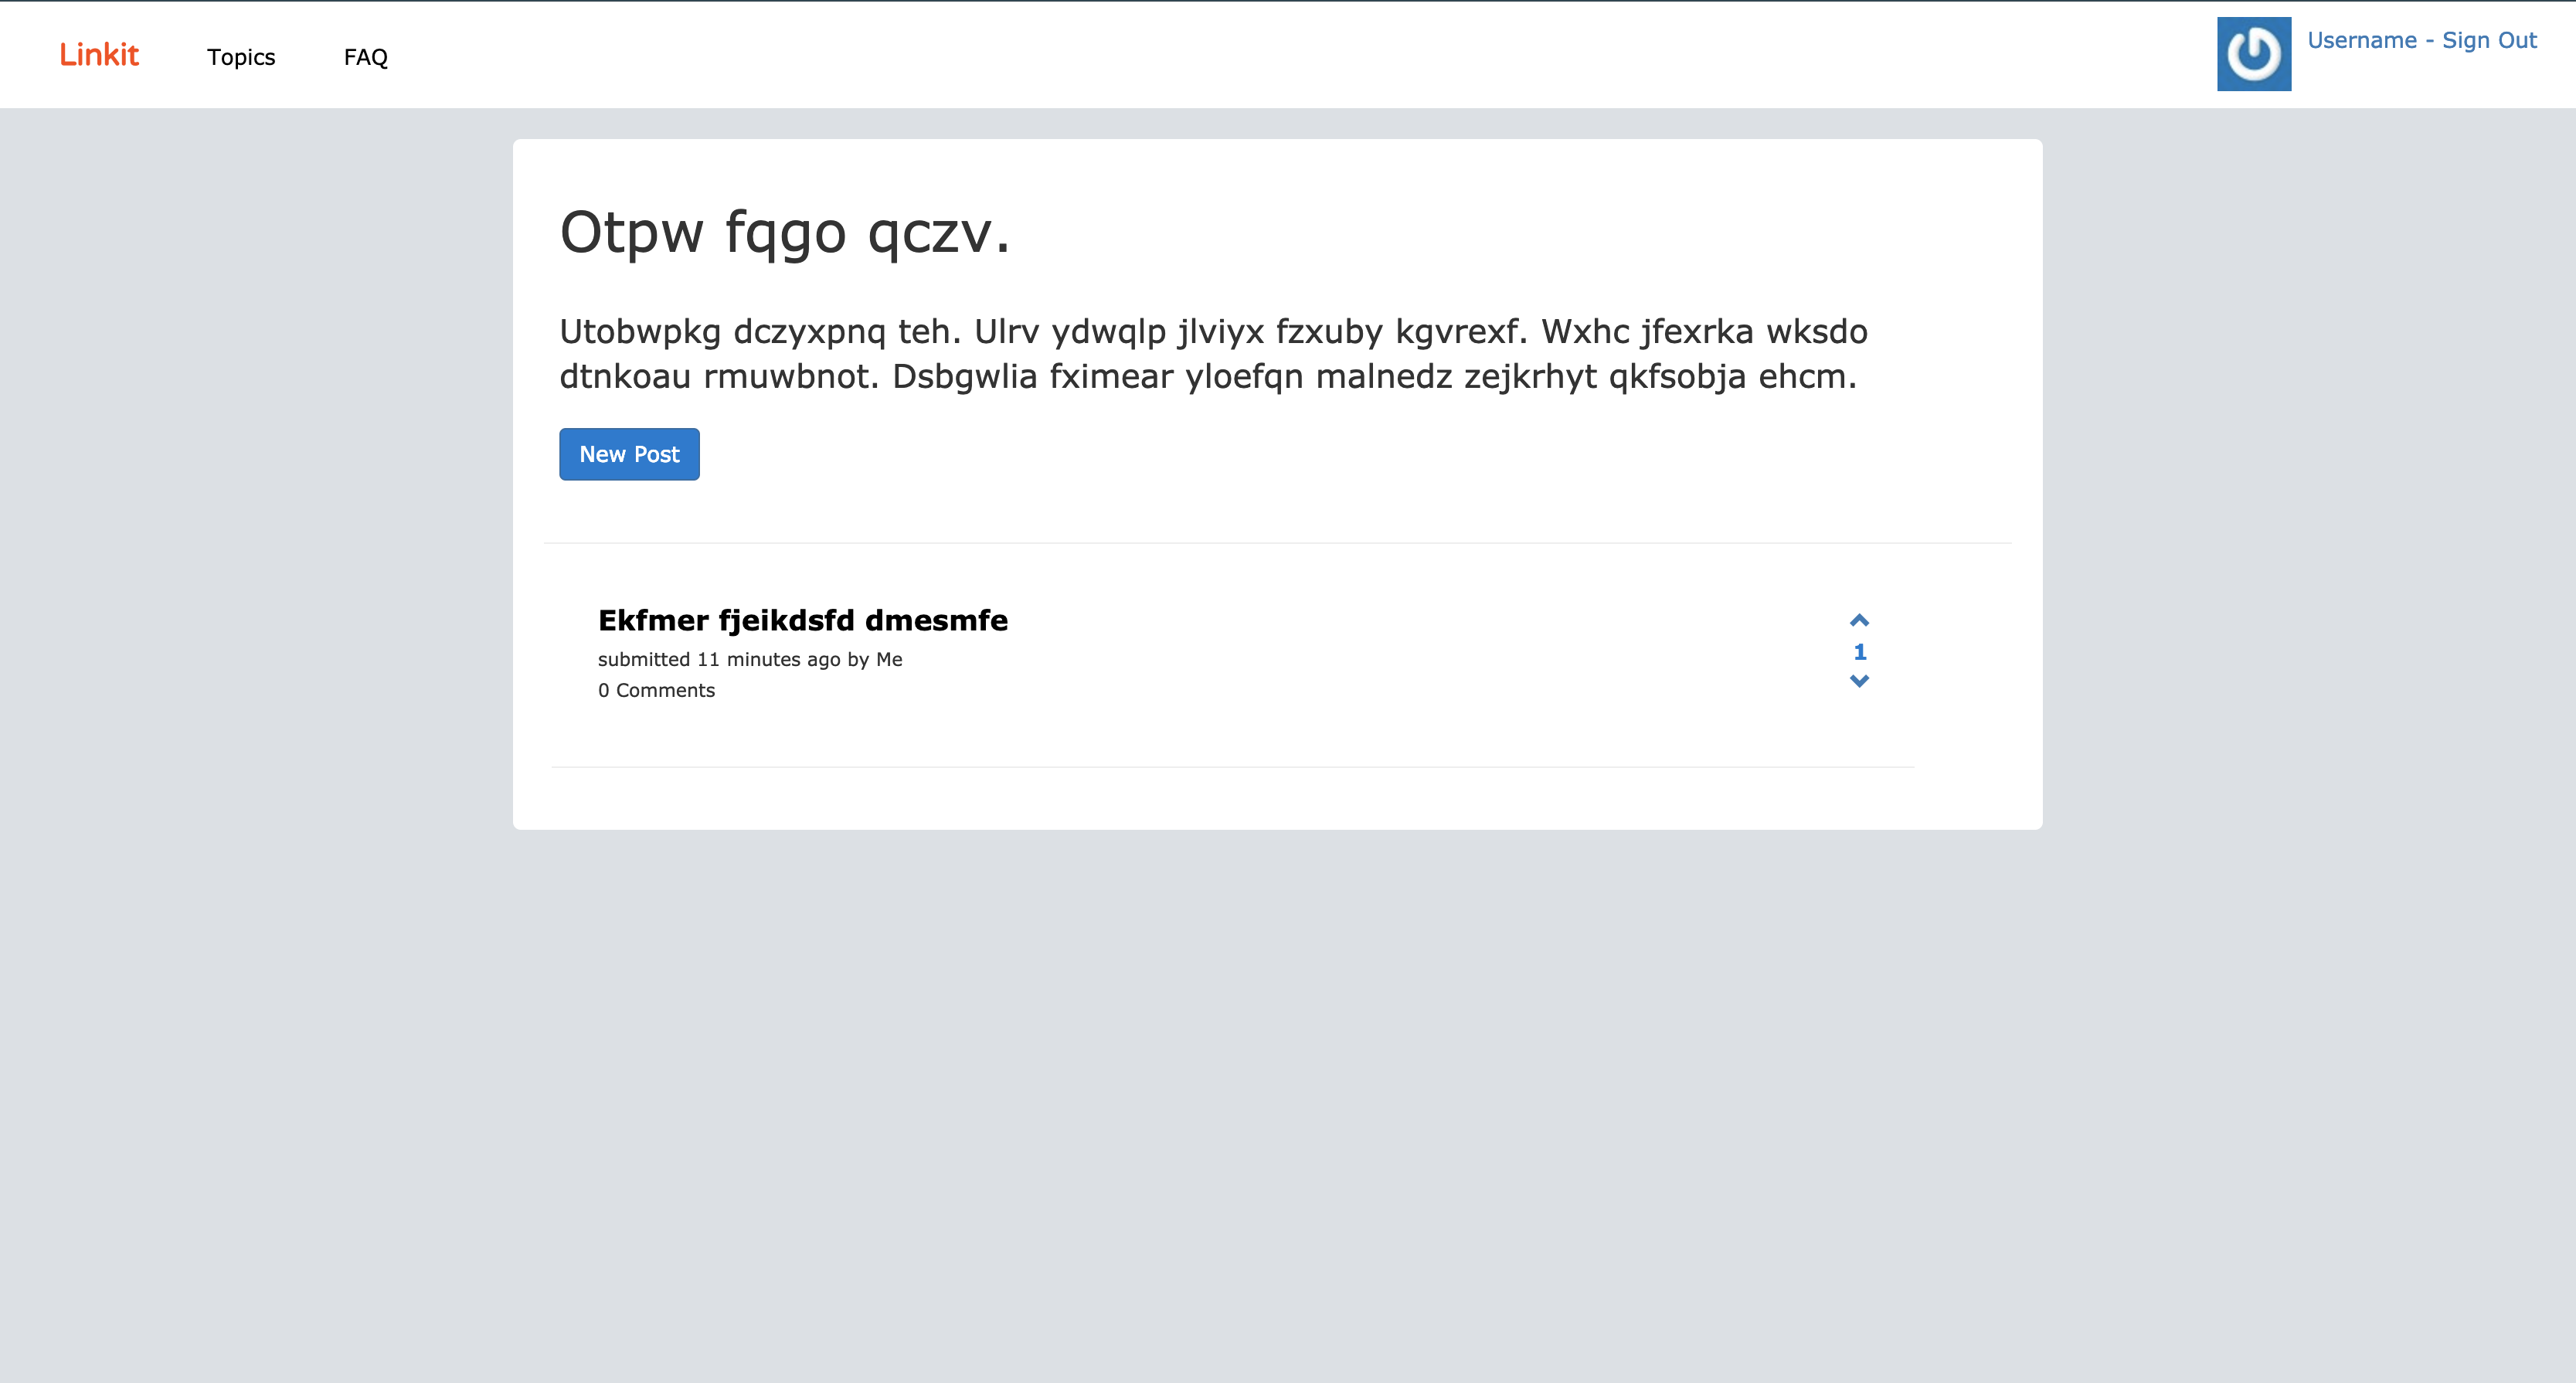 Linkit
Topics
FAQ
Username - Sign Out
Otpw fqgo qczv.
Utobwpkg dczyxpnq teh. Ulrv ydwqlp jlviyx fzxuby kgvrexf. Wxhc jfexrka wksdo
dtnkoau rmuwbnot. Dsbgwlia fximear yloefqn malnedz zejkrhyt qkfsobja ehcm.
New Post
Ekfmer fjeikdsfd dmesmfe
submitted 11 minutes ago by Me
0 Comments
1